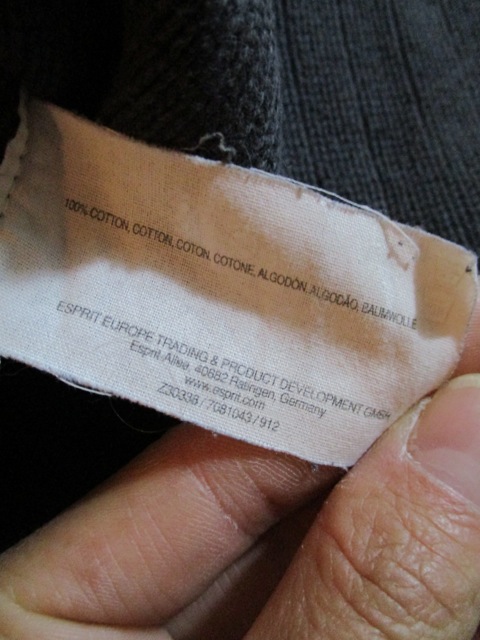 100% COTTON, COTTON, COTON, COTONE, ALGODÓN, ALGODÃO, BAUMWOLLE
ESPRIT EUROPE TRADING & PRODUCT DEVELOPMENT GMBH
Esprit-Allee, 40882 Ratingen, Germany
www.esprit.com
Z30338 / 7081043 / 912